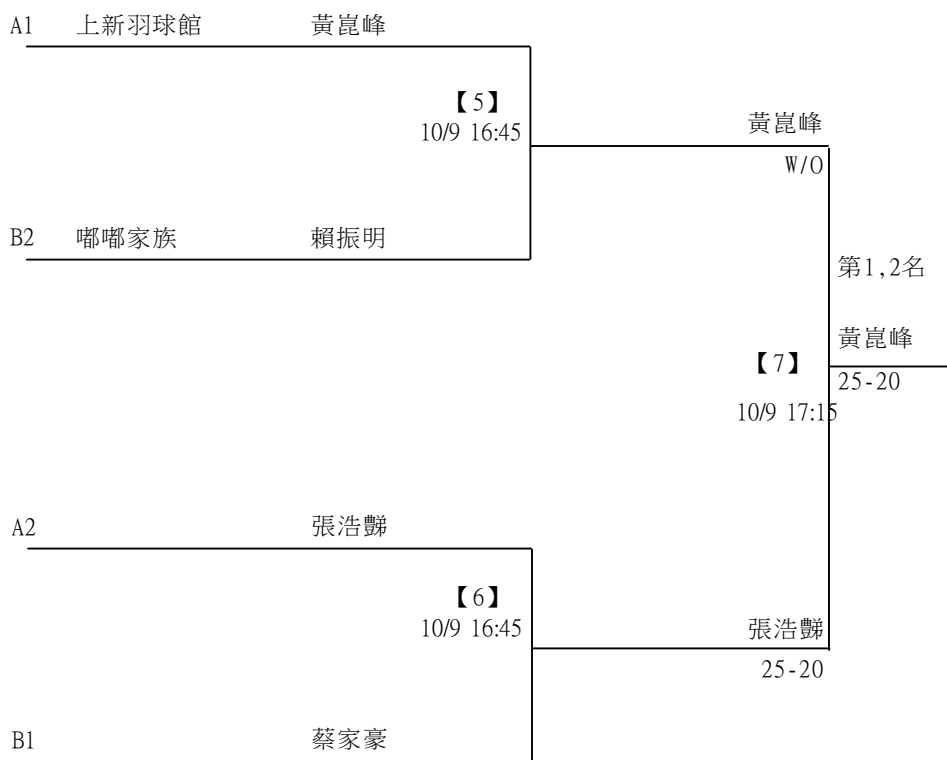 A1 上新羽球館 黃崑峰
【5】
10/9 16:45
黃崑峰
W/O
B2 嘟嘟家族 賴振明
第1,2名
黃崑峰
【7】
25-20
10/9 17:15
A2 張浩豑
【6】
10/9 16:45
張浩豑
25-20
B1 蔡家豪